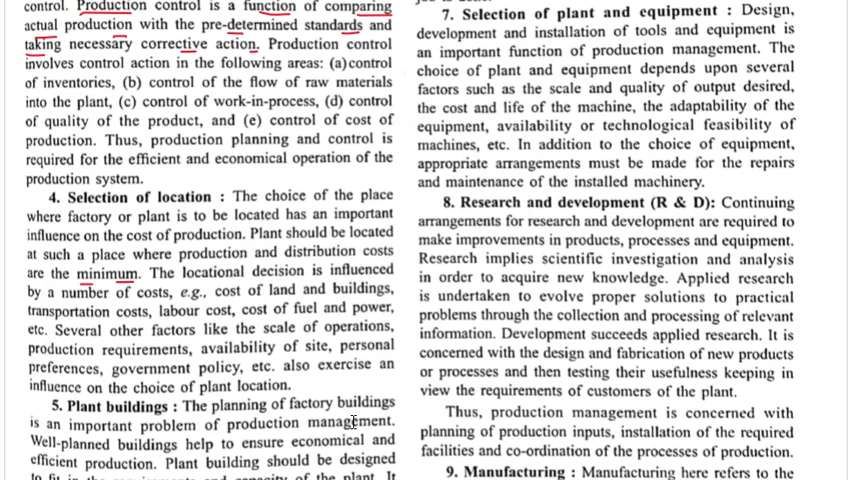 control. Production control is a function of comparing
actual production with the pre-determined standards and
taking necessary corrective action. Production control
involves control action in the following areas: (a) control
of inventories, (b) control of the flow of raw materials
into the plant, (c) control of work-in-process, (d) control
of quality of the product, and (e) control of cost of
production. Thus, production planning and control is
required for the efficient and economical operation of the
production system.
4. Selection of location : The choice of the place
where factory or plant is to be located has an important
influence on the cost of production. Plant should be located
at such a place where production and distribution costs
are the minimum. The locational decision is influenced
by a number of costs, e.g., cost of land and buildings,
transportation costs, labour cost, cost of fuel and power,
etc. Several other factors like the scale of operations,
production requirements, availability of site, personal
preferences, government policy, etc. also exercise an
influence on the choice of plant location.
5. Plant buildings : The planning of factory buildings
is an important problem of production management.
Well-planned buildings help to ensure economical and
efficient production. Plant building should be designed
to fit in the requirements and capacity of the plant. It
7. Selection of plant and equipment : Design,
development and installation of tools and equipment is
an important function of production management. The
choice of plant and equipment depends upon several
factors such as the scale and quality of output desired,
the cost and life of the machine, the adaptability of the
equipment, availability or technological feasibility of
machines, etc. In addition to the choice of equipment,
appropriate arrangements must be made for the repairs
and maintenance of the installed machinery.
8. Research and development (R & D): Continuing
arrangements for research and development are required to
make improvements in products, processes and equipment.
Research implies scientific investigation and analysis
in order to acquire new knowledge. Applied research
is undertaken to evolve proper solutions to practical
problems through the collection and processing of relevant
information. Development succeeds applied research. It is
concerned with the design and fabrication of new products
or processes and then testing their usefulness keeping in
view the requirements of customers of the plant.
Thus, production management is concerned with
planning of production inputs, installation of the required
facilities and co-ordination of the processes of production.
9. Manufacturing : Manufacturing here refers to the